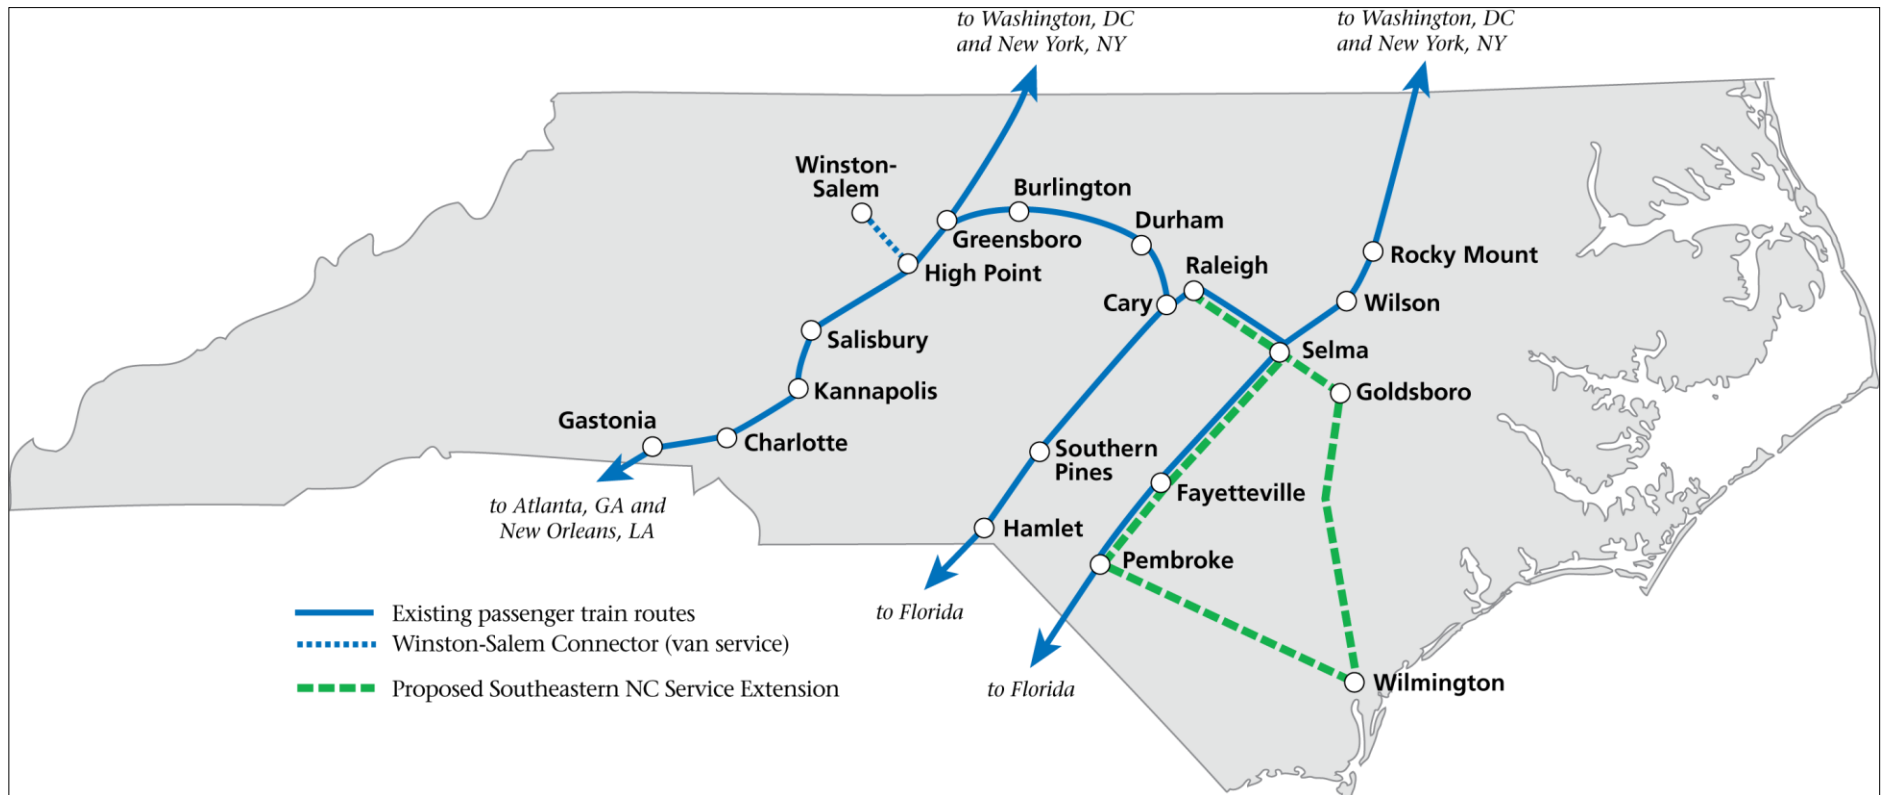 to Washington, DC
and New York, NY
to Washington, DC
and New York, NY
Winston-
Salem
Burlington
Durham
Greensboro
Raleigh
Rocky Mount
High Point
Cary
Wilson
Salisbury
Selma
Kannapolis
Goldsboro
Gastonia
Charlotte
Southern
Pines
Fayetteville
to Atlanta, GA and
New Orleans, LA
Hamlet
Pembroke
to Florida
Existing passenger train routes
Winston-Salem Connector (van service)
Proposed Southeastern NC Service Extension
to Florida
Wilmington